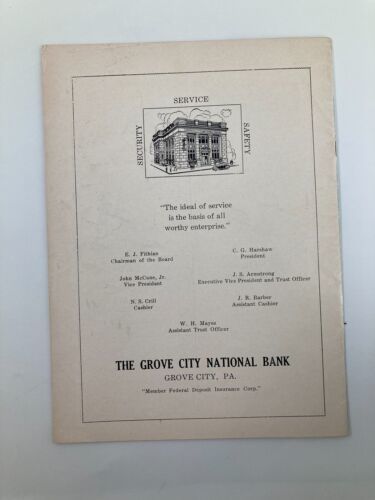 SERVICE
SECURITY
SAFETY
"The ideal of service
is the basis of all
worthy enterprise."
E. J. Fithian
Chairman of the Board
C. G. Harshaw
President
John McCune, Jr.
Vice President
J. S. Armstrong
Executive Vice President and Trust Officer
N. S. Crill
Cashier
J. R. Barber
Assistant Cashier
W. H. Mayes
Assistant Trust Officer
THE GROVE CITY NATIONAL BANK
GROVE CITY, PA.
"Member Federal Deposit Insurance Corp."